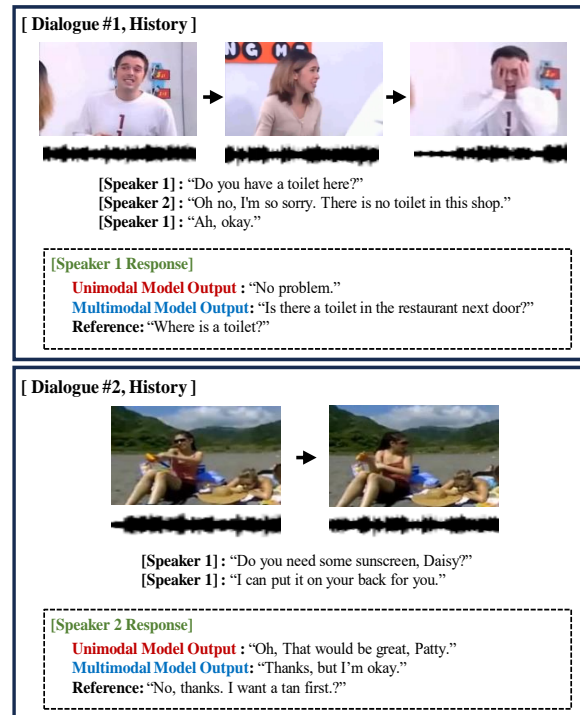 [ Dialogue #1, History ]
NG HO
[Speaker 1] : “Do you have a toilet here?”
[Speaker 2] : “Oh no, I'm so sorry. There is no toilet in this shop.”
[Speaker 1] : “Ah, okay.”
[Speaker 1 Response]
Unimodal Model Output : “No problem.”
Multimodal Model Output: “Is there a toilet in the restaurant next door?”
Reference: “Where is a toilet?”
[ Dialogue #2, History ]
[Speaker 1] : “Do you need some sunscreen, Daisy?”
[Speaker 1] : “I can put it on your back for you.”
[Speaker 2 Response]
Unimodal Model Output : “Oh, That would be great, Patty.”
Multimodal Model Output: “Thanks, but I’m okay.”
Reference: “No, thanks. I want a tan first.?”